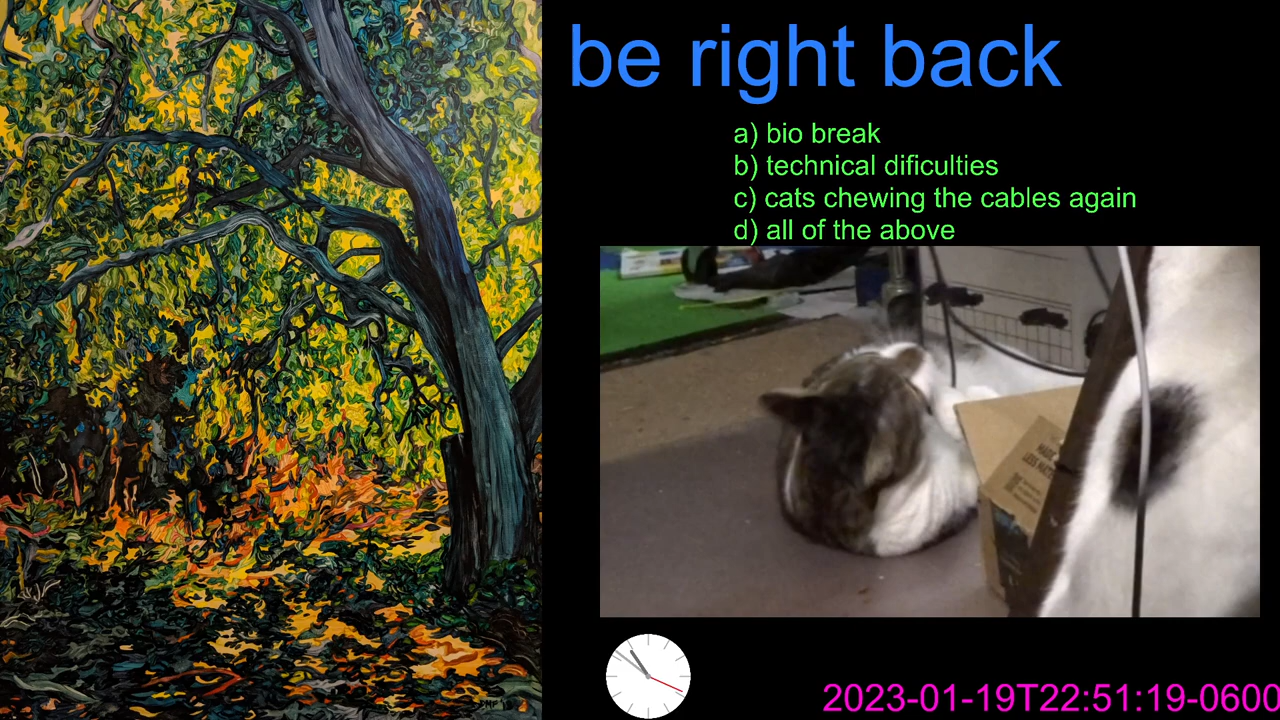 be right back
a) bio break
b) technical dificulties
c) cats chewing the cables again
d) all of the above
2023-01-19T22:51:19-0600